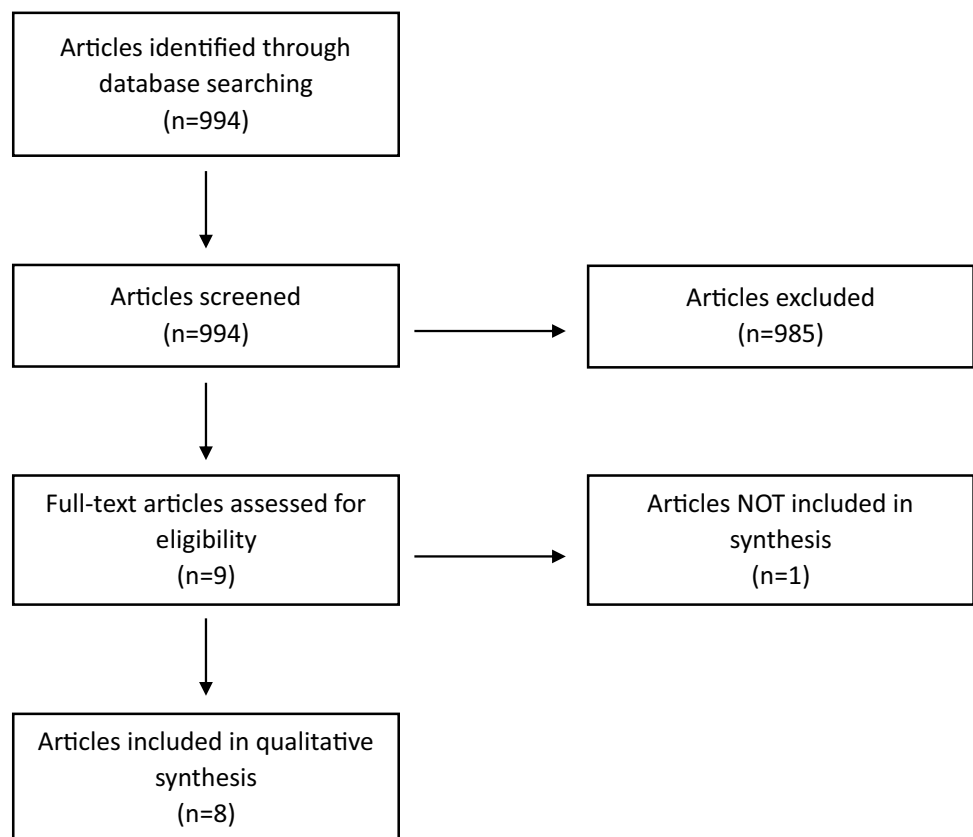 Articles identified through
database searching
(n=994)
Articles screened
(n=994)
Articles excluded
(n=985)
Full-text articles assessed for
eligibility
(n=9)
Articles NOT included in
synthesis
(n=1)
Articles included in qualitative
synthesis
(n=8)